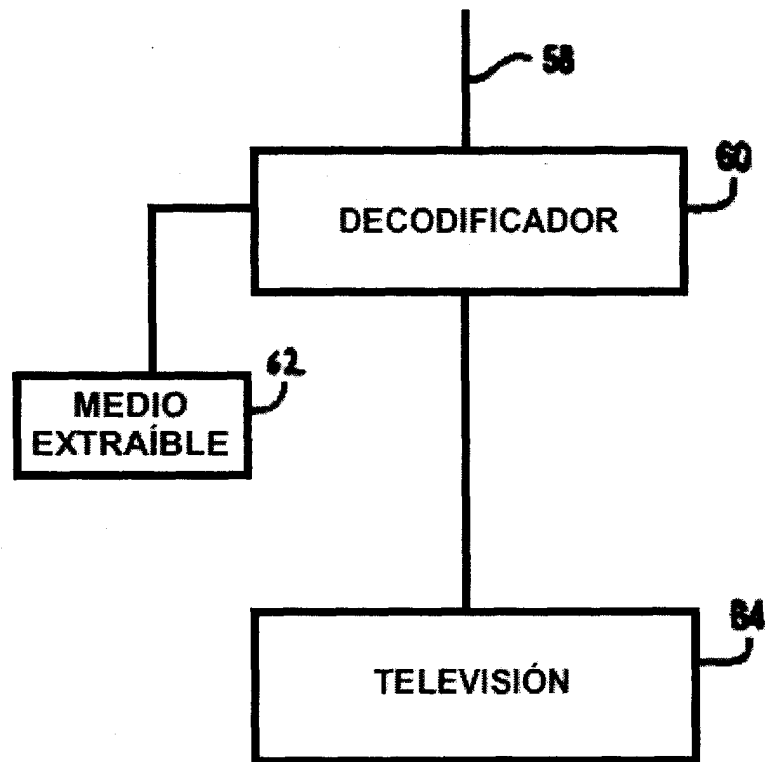 58
60
DECODIFICADOR
62
MEDIO
EXTRAÍBLE
64
TELEVISIÓN